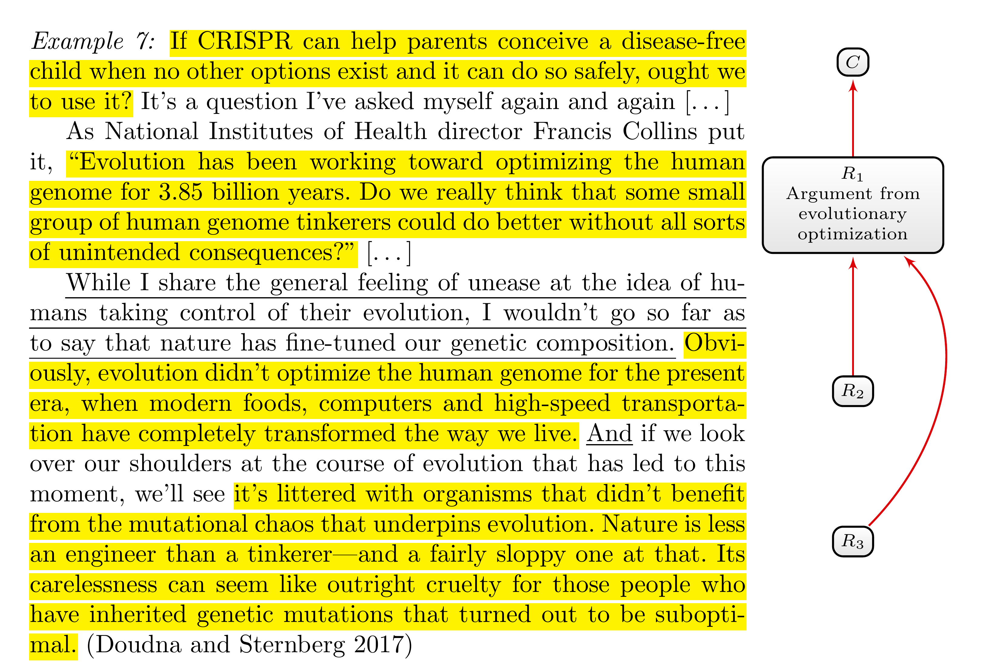 Example 7: If CRISPR can help parents conceive a disease-free
child when no other options exist and it can do so safely, ought we
to use it? It's a question I've asked myself again and again [...]
As National Institutes of Health director Francis Collins put
it, “Evolution has been working toward optimizing the human
genome for 3.85 billion years. Do we really think that some small
group of human genome tinkerers could do better without all sorts
of unintended consequences?” [...]
While I share the general feeling of unease at the idea of hu-
mans taking control of their evolution, I wouldn't go so far as
to say that nature has fine-tuned our genetic composition. Obvi-
ously, evolution didn't optimize the human genome for the present
era, when modern foods, computers and high-speed transporta-
tion have completely transformed the way we live. And if we look
over our shoulders at the course of evolution that has led to this
moment, we'll see it's littered with organisms that didn't benefit
from the mutational chaos that underpins evolution. Nature is less
an engineer than a tinkerer—and a fairly sloppy one at that. Its
carelessness can seem like outright cruelty for those people who
have inherited genetic mutations that turned out to be subopti-
mal. (Doudna and Sternberg 2017)
C
R1
Argument from
evolutionary
optimization
R2
R3